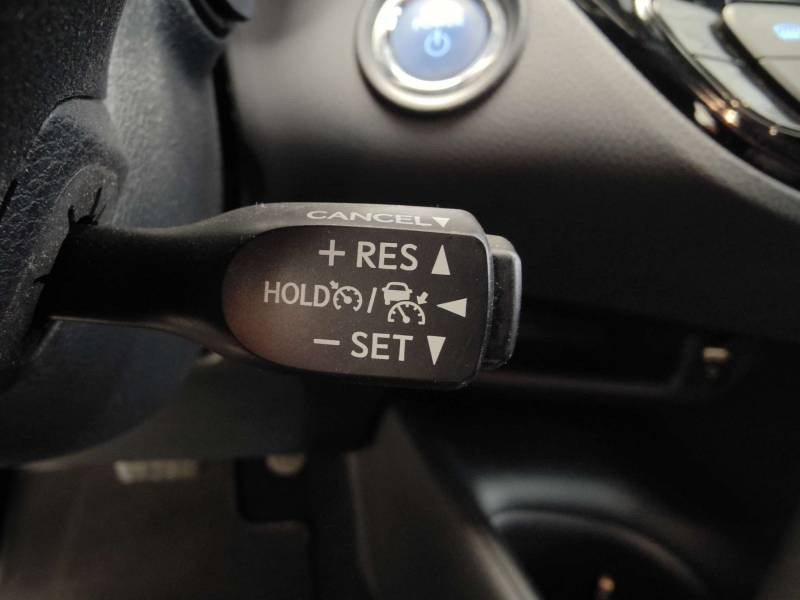 CANCEL▼
+ RES ▲
HOLD / ◀
− SET ▼